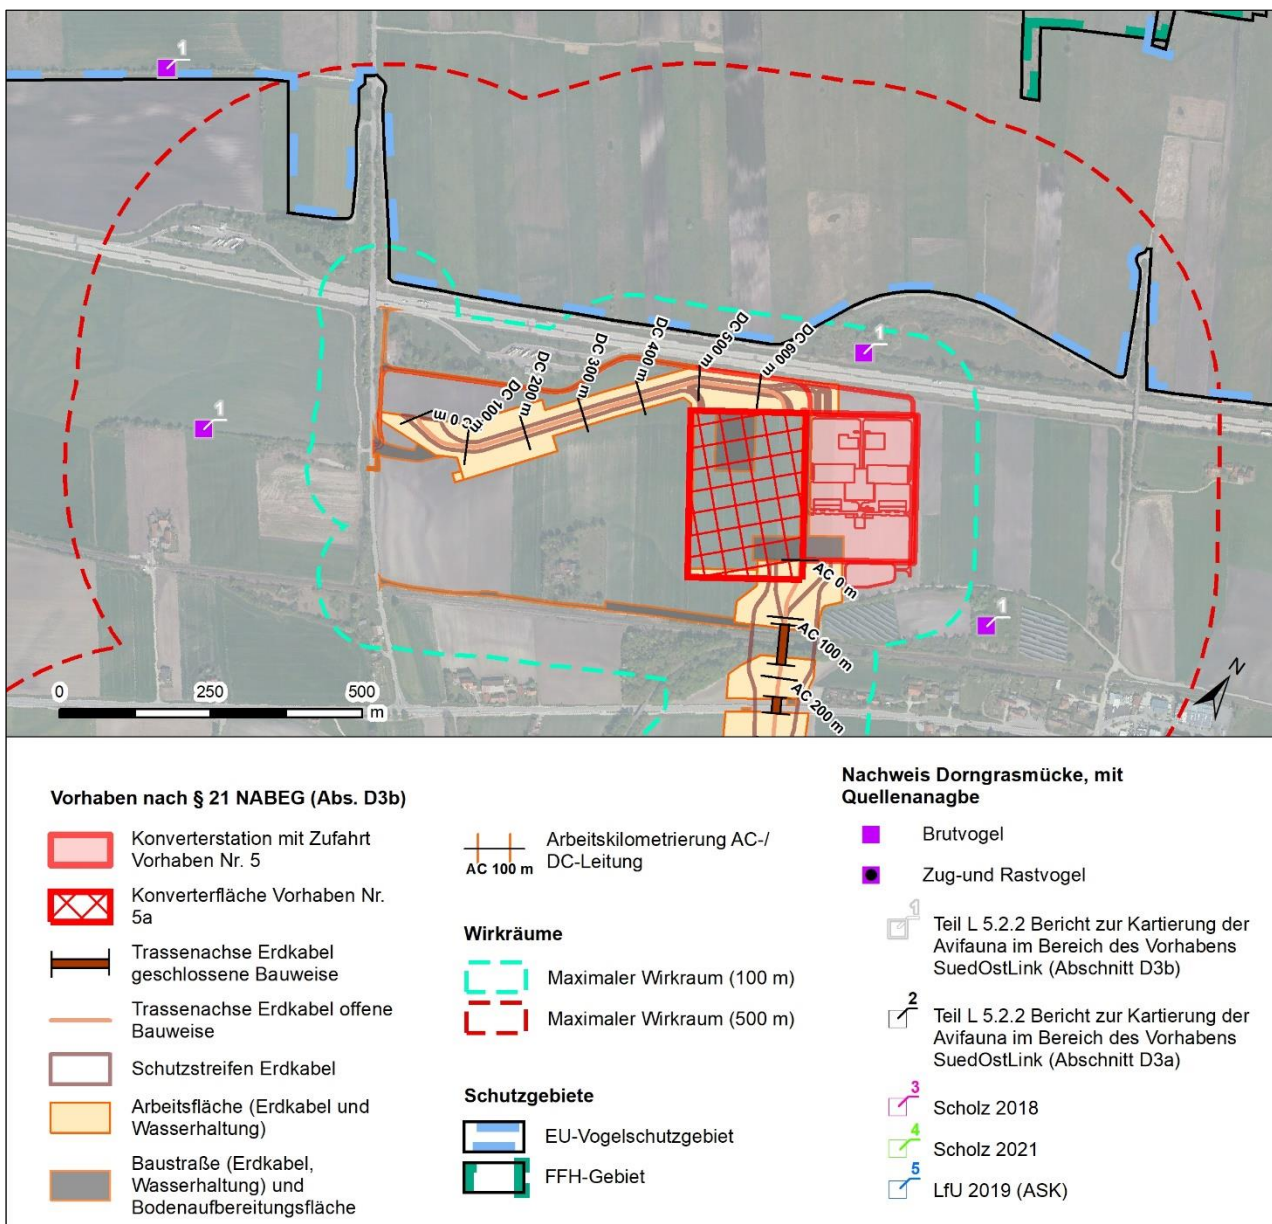 1
1
1
1
DC 0 m
DC 100 m
DC 200 m
DC 300 m
DC 400 m
DC 500 m
DC 600 m
AC 0 m
AC 100 m
AC 200 m
0 250 500
m
N
Vorhaben nach § 21 NABEG (Abs. D3b)
Konverterstation mit Zufahrt
Vorhaben Nr. 5
Konverterfläche Vorhaben Nr.
5a
Trassenachse Erdkabel
geschlossene Bauweise
Trassenachse Erdkabel offene
Bauweise
Schutzstreifen Erdkabel
Arbeitsfläche (Erdkabel und
Wasserhaltung)
Baustraße (Erdkabel,
Wasserhaltung) und
Bodenaufbereitungsfläche
AC 100 m
Arbeitskilometrierung AC-/
DC-Leitung
Wirkräume
Maximaler Wirkraum (100 m)
Maximaler Wirkraum (500 m)
Schutzgebiete
EU-Vogelschutzgebiet
FFH-Gebiet
Nachweis Dorngrasmücke, mit
Quellenanagbe
Brutvogel
Zug-und Rastvogel
1
Teil L 5.2.2 Bericht zur Kartierung der
Avifauna im Bereich des Vorhabens
SuedOstLink (Abschnitt D3b)
2
Teil L 5.2.2 Bericht zur Kartierung der
Avifauna im Bereich des Vorhabens
SuedOstLink (Abschnitt D3a)
3
Scholz 2018
4
Scholz 2021
5
LfU 2019 (ASK)